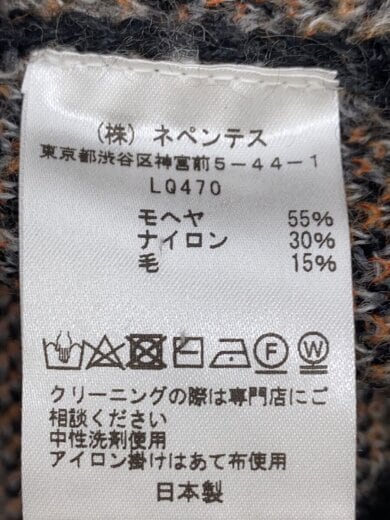 (株) ネペンテス
東京都渋谷区神宮前5-44-1
LQ470
モヘヤ 55%
ナイロン 30%
毛 15%
F W
クリーニングの際は専門店にご
相談ください
中性洗剤使用
アイロン掛けはあて布使用
日本製